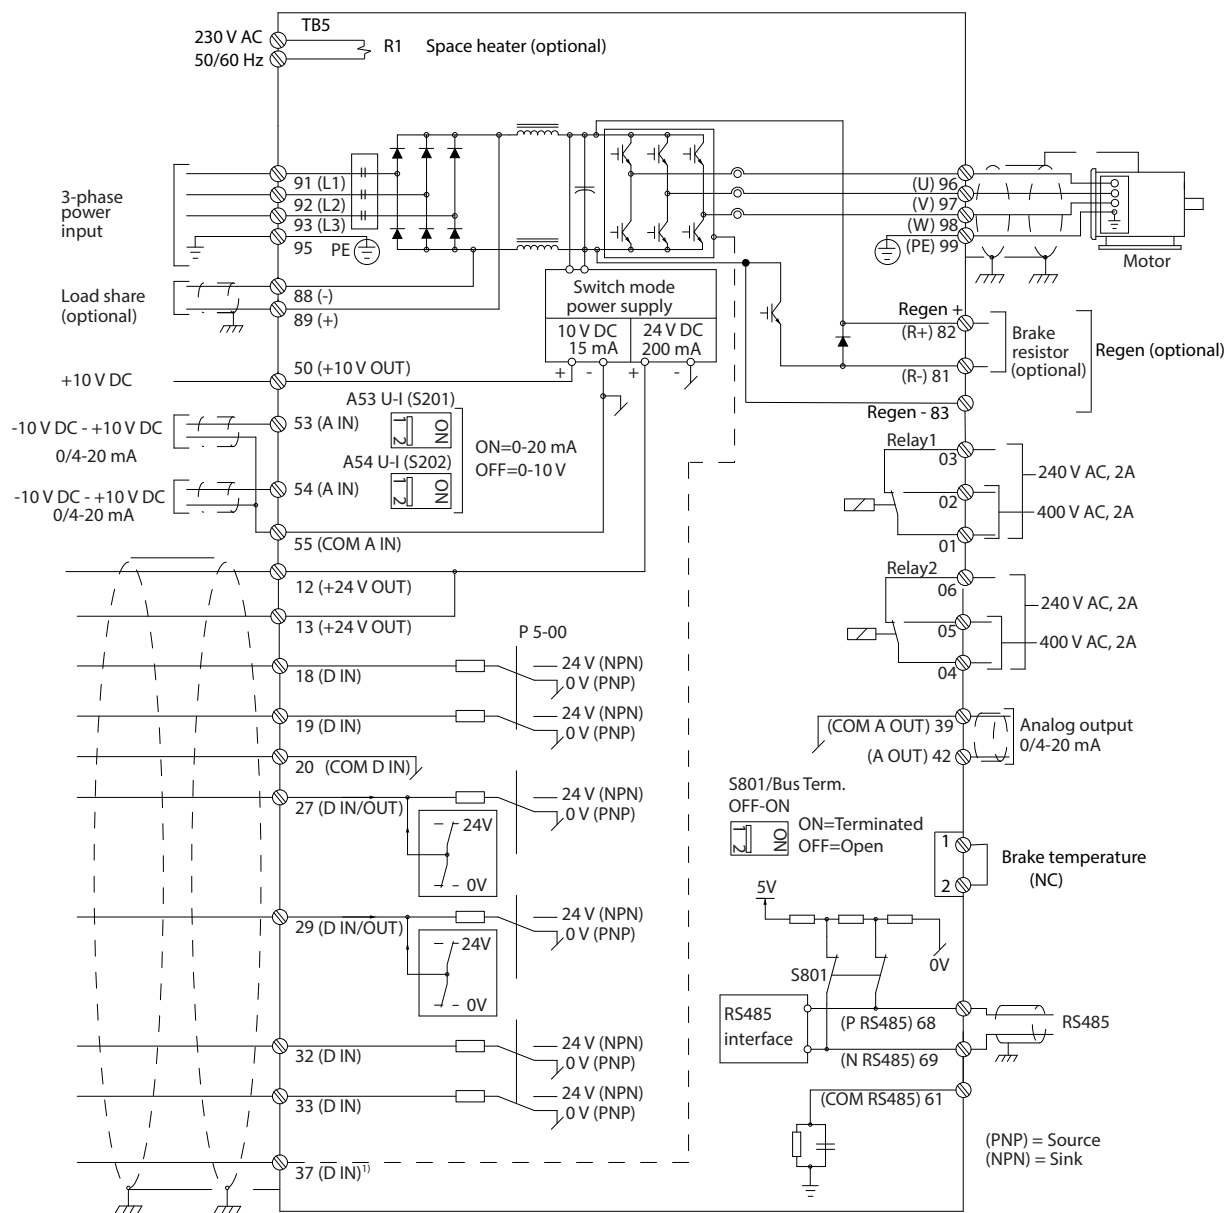 TB5
230 V AC
50/60 Hz
R1
Space heater (optional)
3-phase
power
input
91 (L1)
92 (L2)
93 (L3)
95
PE
(U) 96
(V) 97
(W) 98
(PE) 99
Motor
Load share
(optional)
88 (-)
89 (+)
Switch mode
power supply
10 V DC
15 mA
24 V DC
200 mA
+ - + -
Regen +
(R+) 82
Brake
resistor
(optional)
Regen (optional)
(R-) 81
Regen - 83
+10 V DC
50 (+10 V OUT)
A53 U-I (S201)
1 2
ON
-10 V DC - +10 V DC
0/4-20 mA
53 (A IN)
ON=0-20 mA
OFF=0-10 V
A54 U-I (S202)
1 2
ON
-10 V DC - +10 V DC
0/4-20 mA
54 (A IN)
55 (COM A IN)
Relay1
03
240 V AC, 2A
02
400 V AC, 2A
01
12 (+24 V OUT)
13 (+24 V OUT)
Relay2
06
240 V AC, 2A
05
400 V AC, 2A
04
P 5-00
18 (D IN)
24 V (NPN)
0 V (PNP)
19 (D IN)
24 V (NPN)
0 V (PNP)
20 (COM D IN)
27 (D IN/OUT)
24 V (NPN)
0 V (PNP)
24V
0V
29 (D IN/OUT)
24 V (NPN)
0 V (PNP)
24V
0V
32 (D IN)
24 V (NPN)
0 V (PNP)
33 (D IN)
24 V (NPN)
0 V (PNP)
37 (D IN)1)
(COM A OUT) 39
Analog output
0/4-20 mA
(A OUT) 42
S801/Bus Term.
OFF-ON
1 2
ON
ON=Terminated
OFF=Open
1
2
Brake temperature
(NC)
5V
0V
S801
RS485
interface
(P RS485) 68
RS485
(N RS485) 69
(COM RS485) 61
(PNP) = Source
(NPN) = Sink